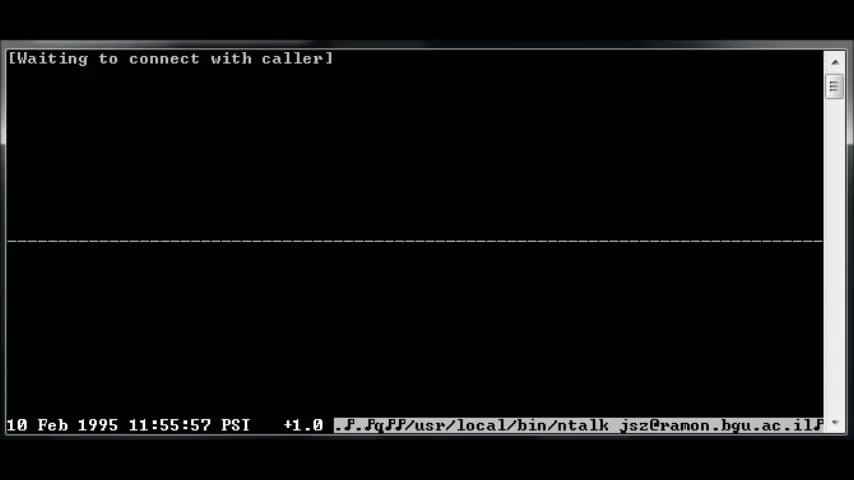 [Waiting to connect with caller]
10 Feb 1995 11:55:57 PST +1.0 .♪.♪q♪♪/usr/local/bin/ntalk jsz@ramon.bgu.ac.il♪